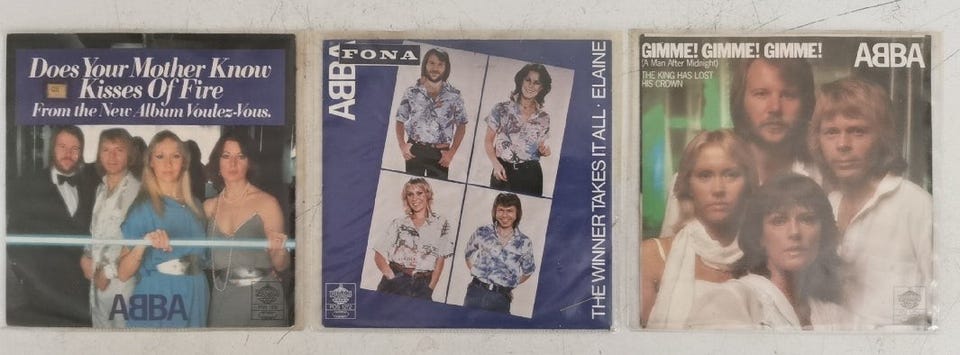 Does Your Mother Know
Kisses Of Fire
From the New Album Voulez-Vous.
ABBA
FONA
ABBA
THE WINNER TAKES IT ALL · ELAINE
GIMME! GIMME! GIMME!
(A Man After Midnight)
THE KING HAS LOST
HIS CROWN
ABBA